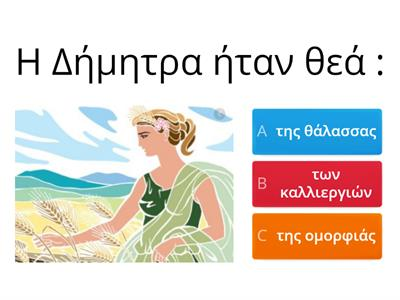 Η Δήμητρα ήταν θεά :
A της θάλασσας
B των
καλλιεργιών
C της ομορφιάς